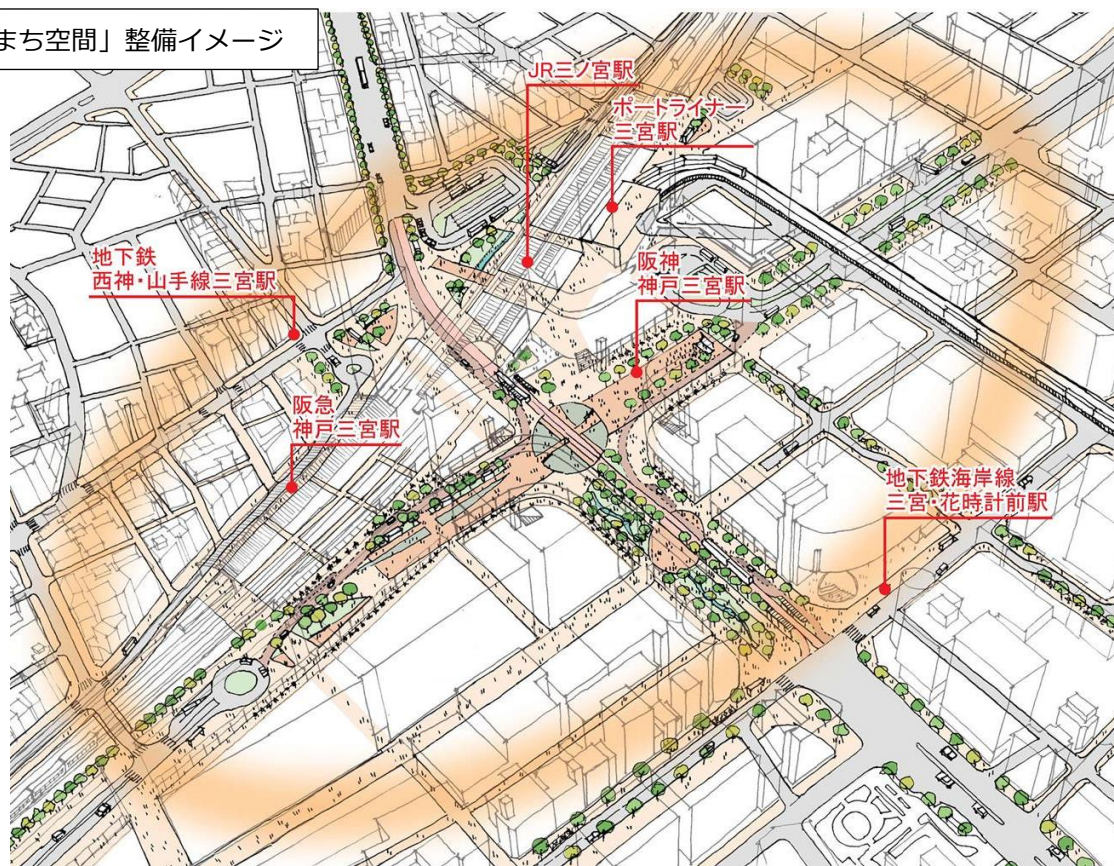 まち空間」整備イメージ
JR三ノ宮駅
ポートライナー
三宮駅
地下鉄
西神・山手線三宮駅
阪神
神戸三宮駅
阪急
神戸三宮駅
地下鉄海岸線
三宮・花時計前駅